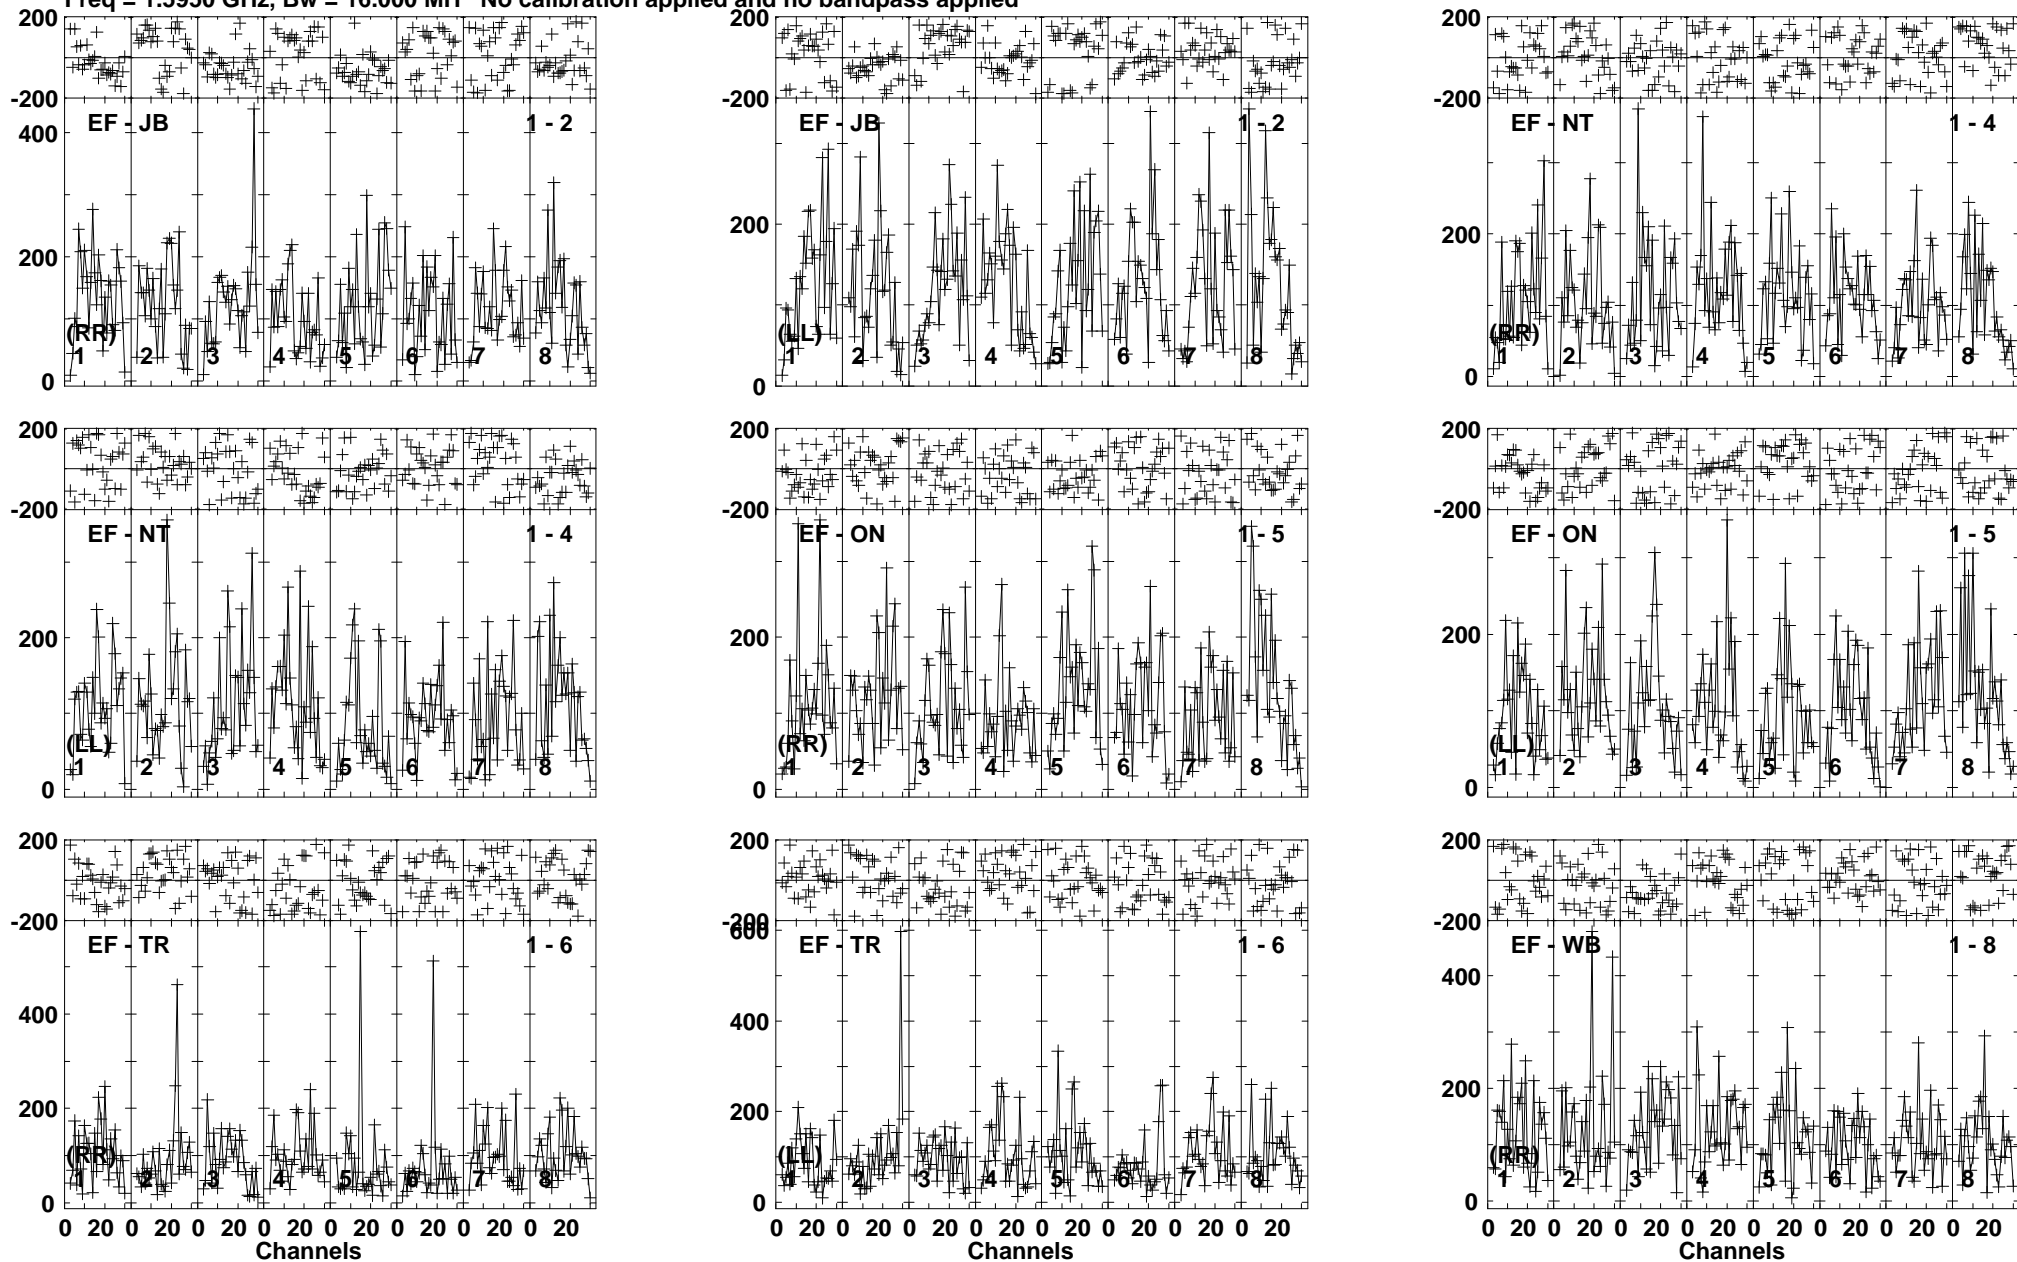 Freq = 1.5950 GHz, Bw = 16.000 MH No calibration applied and no bandpass applied
200 200 200
-200 -200 -200
EF - JB 1 - 2 EF - JB 1 - 2 EF - NT 1 - 4
400
200 200 200
(RR) (LL) (RR)
1 2 3 4 5 6 7 8 1 2 3 4 5 6 7 8 1 2 3 4 5 6 7 8
0 0 0
200 200 200
-200 -200 -200
EF - NT 1 - 4 EF - ON 1 - 5 EF - ON 1 - 5
200 200 200
(LL) (RR) (LL)
1 2 3 4 5 6 7 8 1 2 3 4 5 6 7 8 1 2 3 4 5 6 7 8
0 0 0
200 200 200
-200 -200 -200
600
EF - TR 1 - 6 EF - TR 1 - 6 EF - WB 1 - 8
400 400 400
200 200 200
(RR) (LL) (RR)
1 2 3 4 5 6 7 8 1 2 3 4 5 6 7 8 1 2 3 4 5 6 7 8
0 0 0
0 20 0 20 0 20 0 20 0 20 0 20 0 20 0 20 0 20 0 20 0 20 0 20 0 20 0 20 0 20 0 20 0 20 0 20 0 20 0 20 0 20 0 20 0 20 0 20
Channels Channels Channels